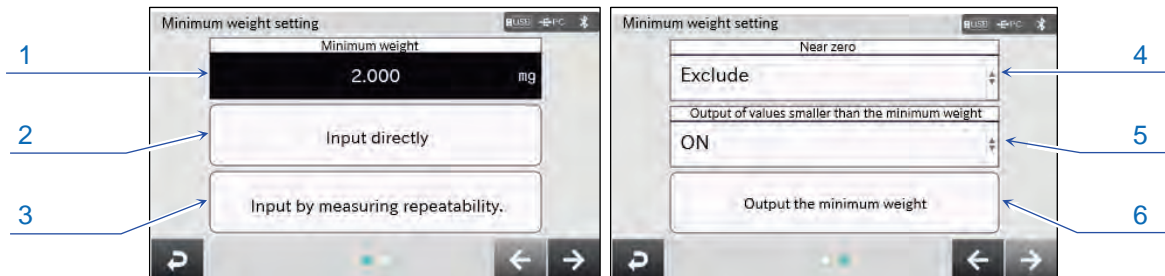 Minimum weight setting
USB PC
Minimum weight
1
2.000 mg
2
Input directly
3
Input by measuring repeatability.
Minimum weight setting
USB PC
Near zero
Exclude
4
Output of values smaller than the minimum weight
ON
5
Output the minimum weight
6